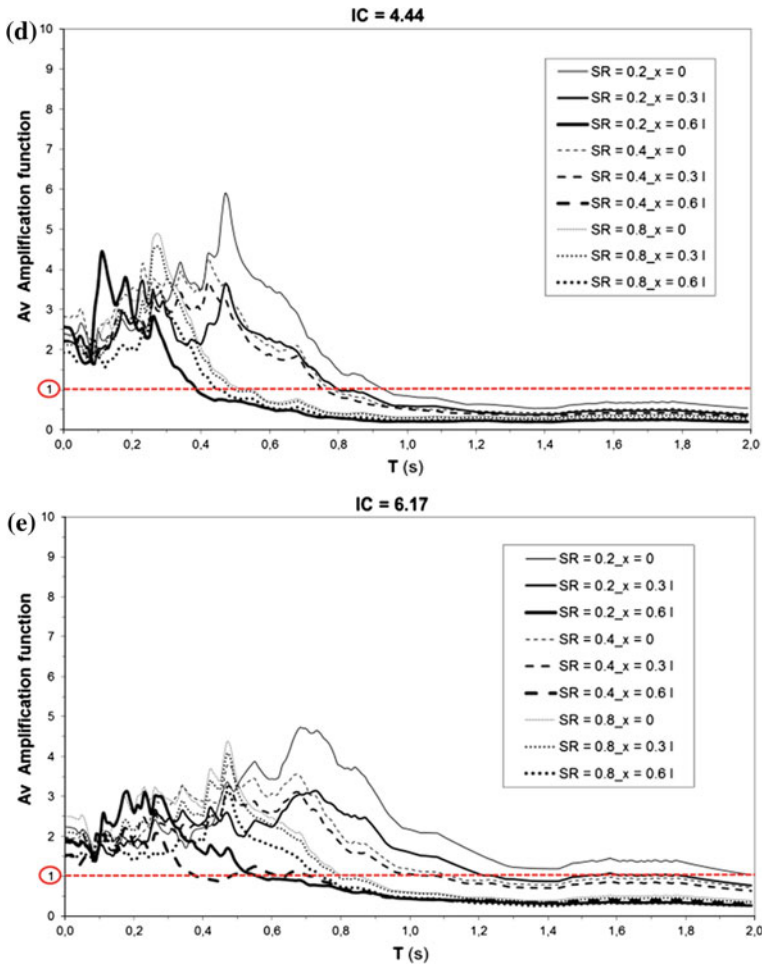 (d)
IC = 4.44
Av Amplification function
10
9
8
7
6
5
4
3
2
1
0
SR = 0.2_x = 0
SR = 0.2_x = 0.3 l
SR = 0.2_x = 0.6 l
SR = 0.4_x = 0
SR = 0.4_x = 0.3 l
SR = 0.4_x = 0.6 l
SR = 0.8_x = 0
SR = 0.8_x = 0.3 l
SR = 0.8_x = 0.6 l
0,0 0,2 0,4 0,6 0,8 1,0 1,2 1,4 1,6 1,8 2,0
T (s)
(e)
IC = 6.17
Av Amplification function
10
9
8
7
6
5
4
3
2
1
0
SR = 0.2_x = 0
SR = 0.2_x = 0.3 l
SR = 0.2_x = 0.6 l
SR = 0.4_x = 0
SR = 0.4_x = 0.3 l
SR = 0.4_x = 0.6 l
SR = 0.8_x = 0
SR = 0.8_x = 0.3 l
SR = 0.8_x = 0.6 l
0,0 0,2 0,4 0,6 0,8 1,0 1,2 1,4 1,6 1,8 2,0
T (s)